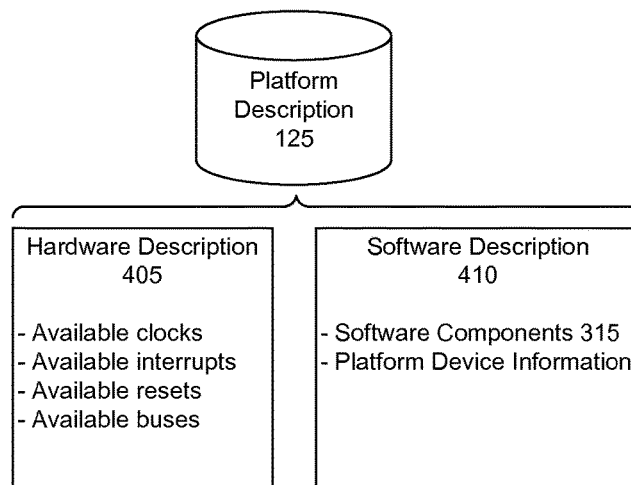 Platform
Description
125
Hardware Description
405
- Available clocks
- Available interrupts
- Available resets
- Available buses
Software Description
410
- Software Components 315
- Platform Device Information